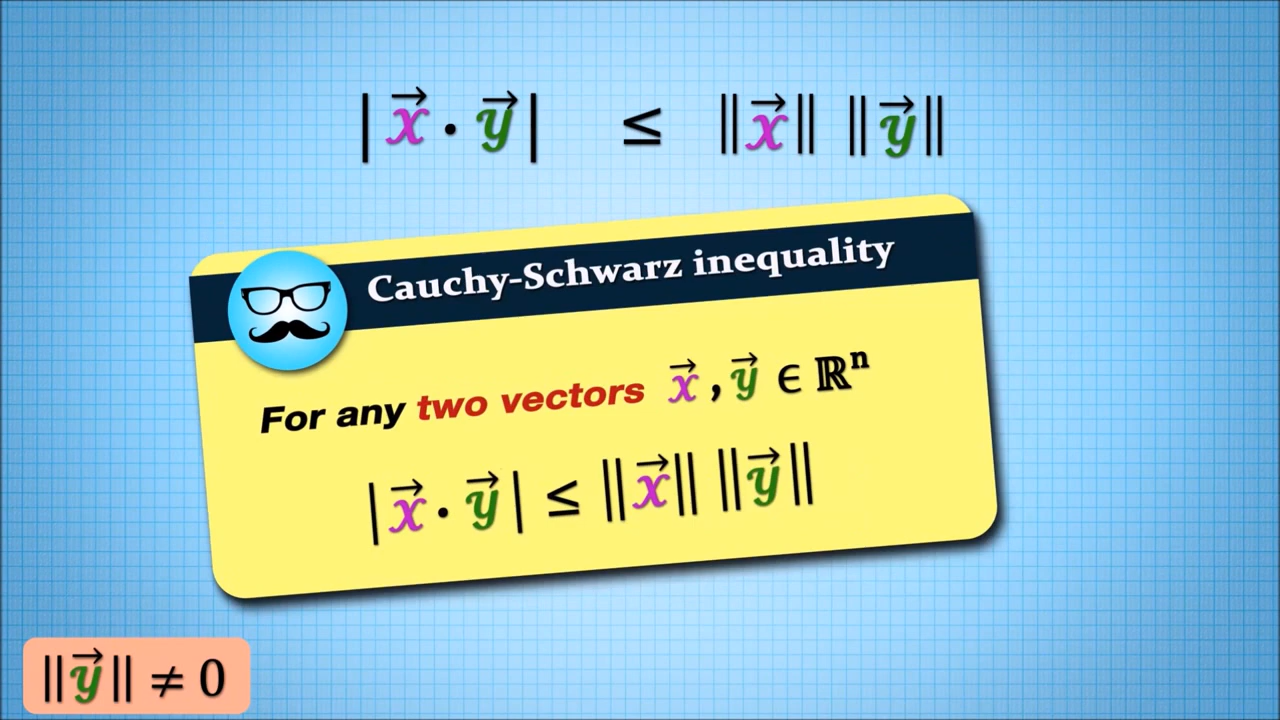 |x⃗ · y⃗| ≤ ‖x⃗‖ ‖y⃗‖
Cauchy-Schwarz inequality
For any two vectors x⃗ , y⃗ ∈ ℝⁿ
|x⃗ · y⃗| ≤ ‖x⃗‖ ‖y⃗‖
‖y⃗‖ ≠ 0